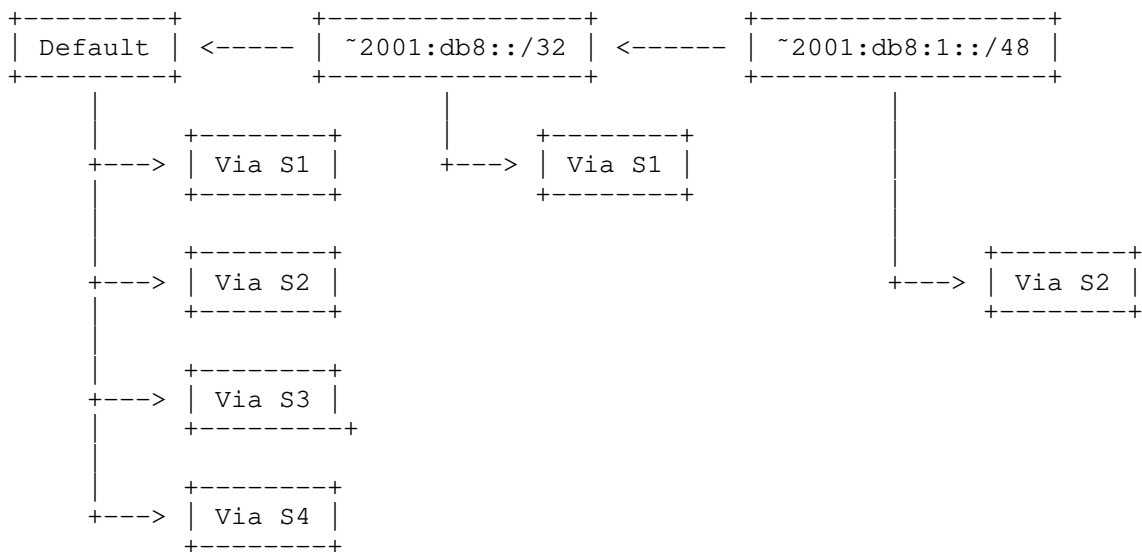 Default <----- ~2001:db8::/32 <------ ~2001:db8:1::/48
+---> Via S1 +---> Via S1
+---> Via S2 +---> Via S2
+---> Via S3
+---> Via S4